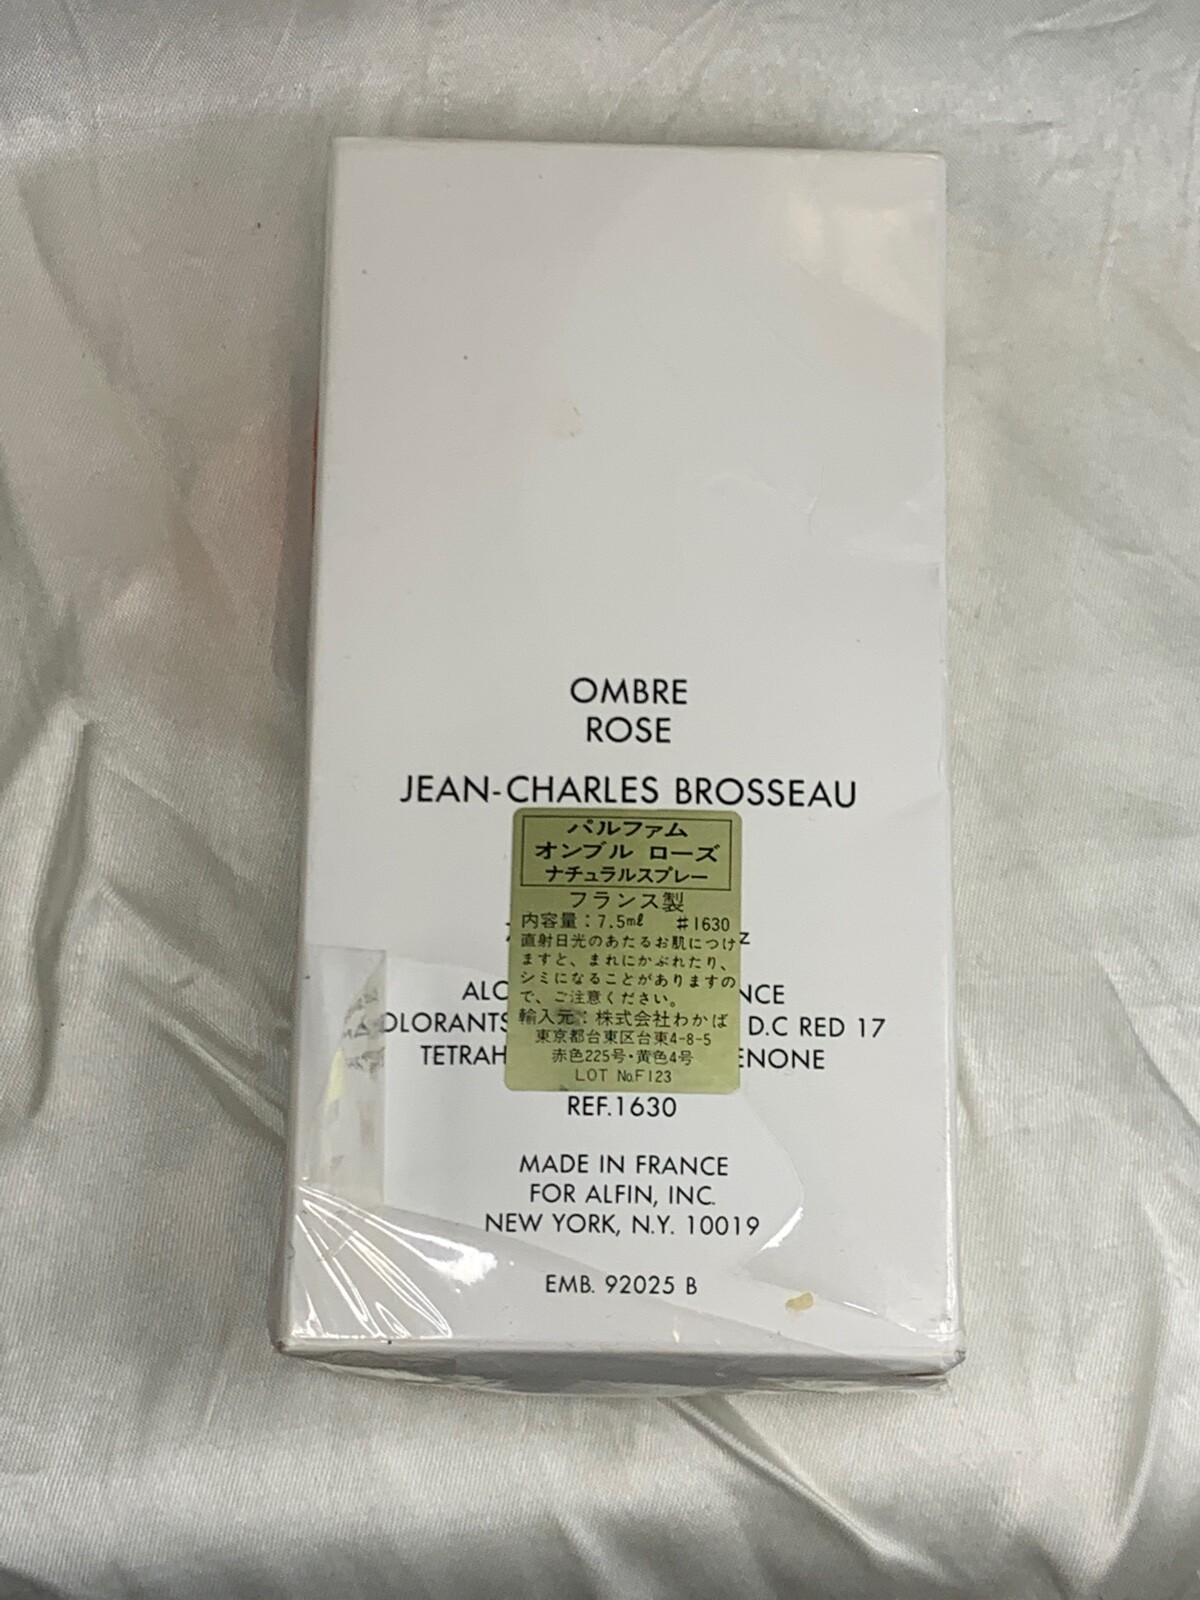 OMBRE
ROSE
JEAN-CHARLES BROSSEAU
パルファム
オンブル ローズ
ナチュラルスプレー
フランス製
内容量：7.5ml #1630
直射日光のあたるお肌につけ
ますと、まれにかぶれたり、
シミになることがありますの
で、ご注意ください。
輸入元：株式会社わかば
東京都台東区台東4-8-5
赤色225号・黄色4号
LOT No.F123
z
ALC NCE
OLORANTS D.C RED 17
TETRAH ENONE
REF.1630
MADE IN FRANCE
FOR ALFIN, INC.
NEW YORK, N.Y. 10019
EMB. 92025 B